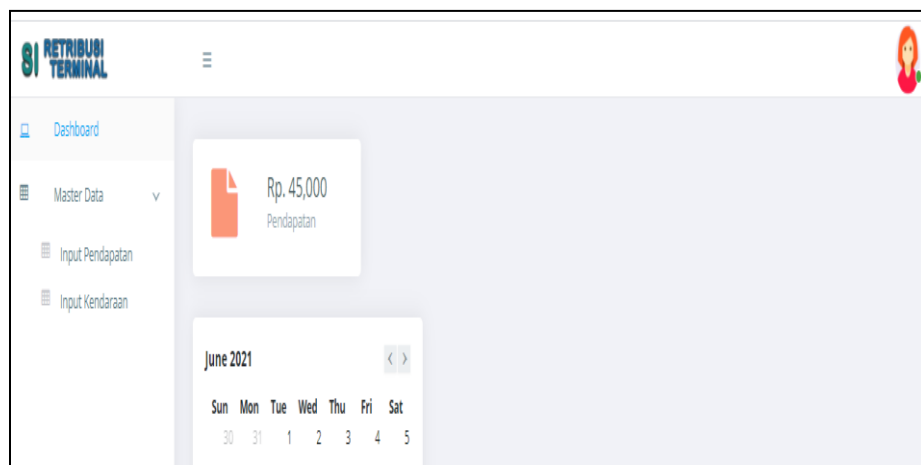 SI RETRIBUSI
TERMINAL
Dashboard
Master Data
Input Pendapatan
Input Kendaraan
Rp. 45,000
Pendapatan
June 2021
Sun Mon Tue Wed Thu Fri Sat
30 31 1 2 3 4 5